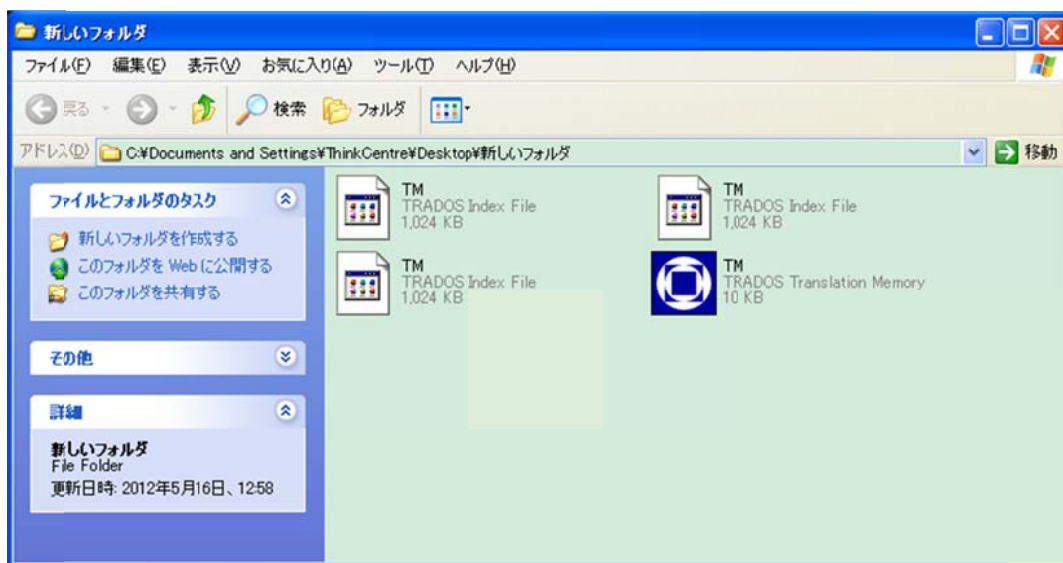 新しいフォルダ
ファイル(F) 編集(E) 表示(V) お気に入り(A) ツール(T) ヘルプ(H)
戻る 検索 フォルダ
アドレス(D) C:¥Documents and Settings¥ThinkCentre¥Desktop¥新しいフォルダ 移動
ファイルとフォルダのタスク
新しいフォルダを作成する
このフォルダを Web に公開する
このフォルダを共有する
その他
詳細
新しいフォルダ
File Folder
更新日時: 2012年5月16日、12:58
TM
TRADOS Index File
1,024 KB
TM
TRADOS Index File
1,024 KB
TM
TRADOS Index File
1,024 KB
TM
TRADOS Translation Memory
10 KB